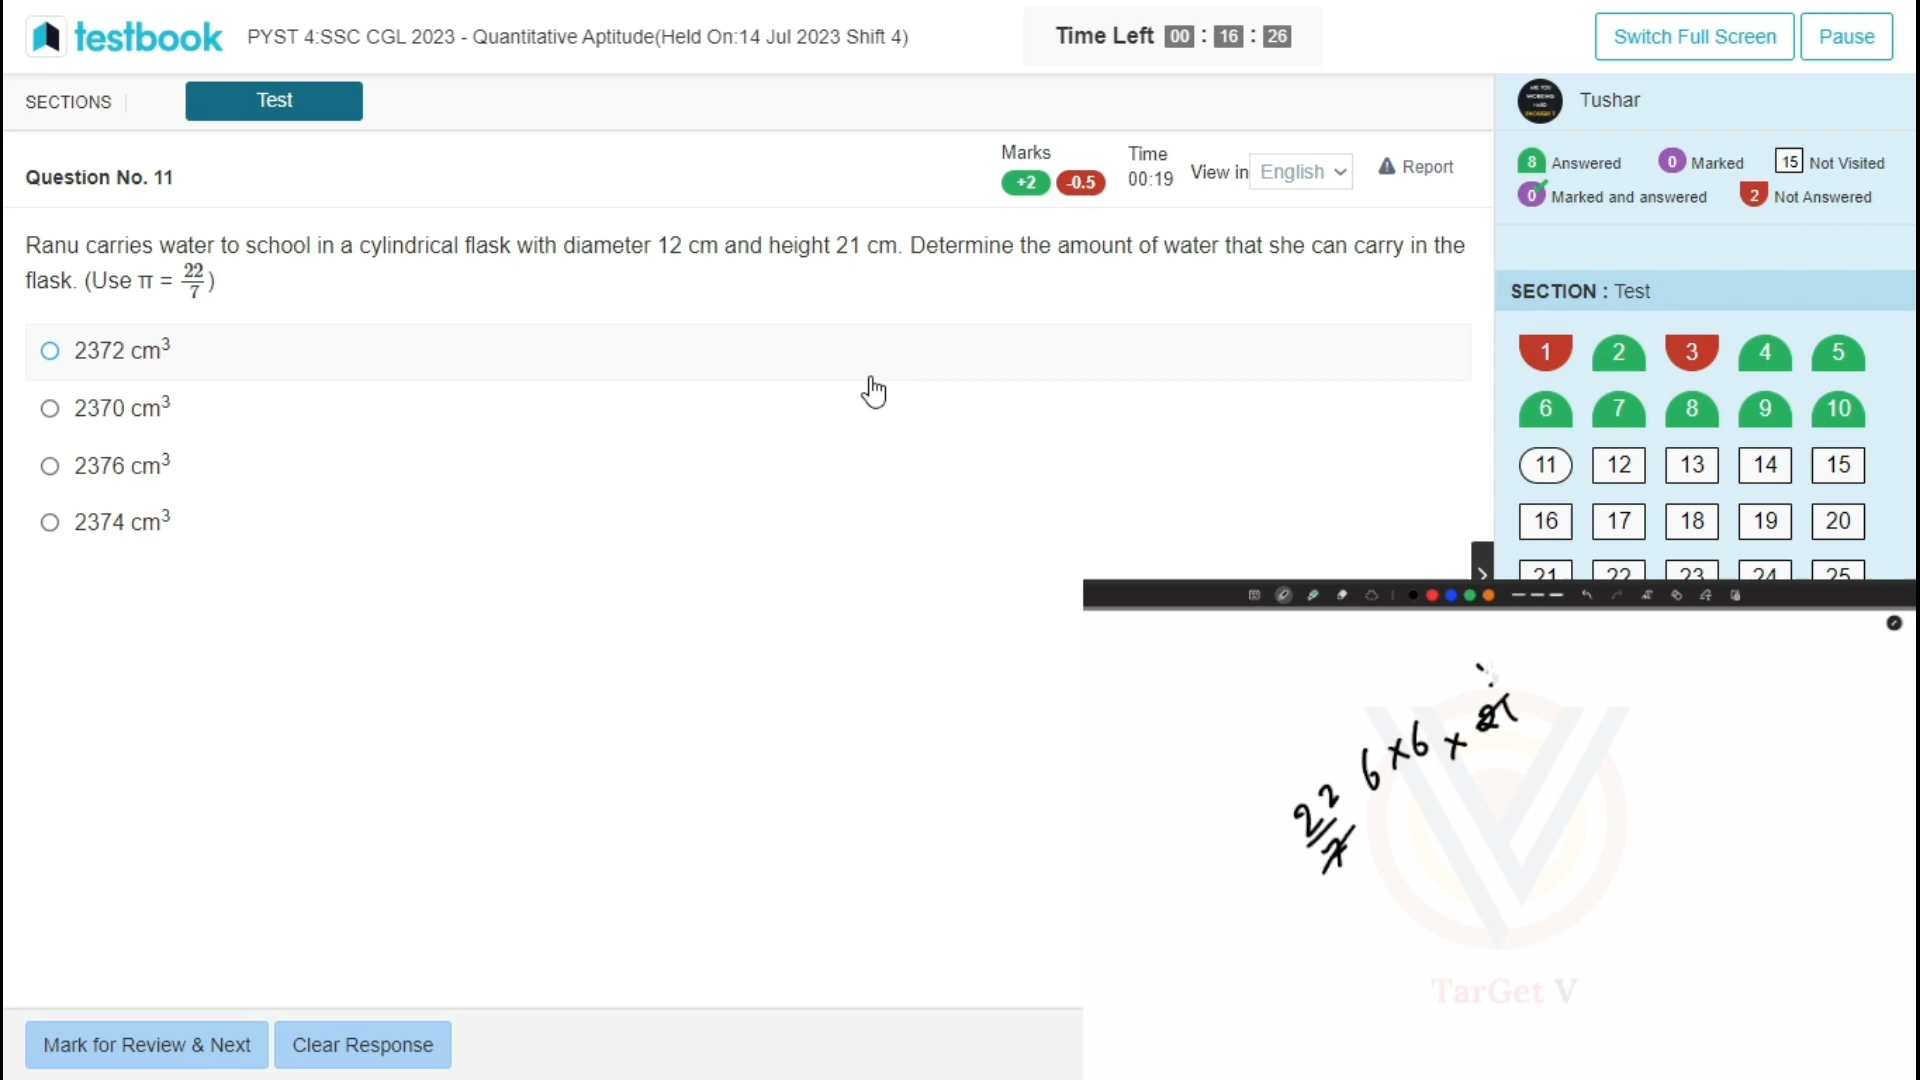 testbook PYST 4:SSC CGL 2023 - Quantitative Aptitude(Held On:14 Jul 2023 Shift 4) Time Left 00 : 16 : 26 Switch Full Screen Pause
SECTIONS Test
Tushar
Question No. 11
Marks
+2 -0.5
Time
00:19
View in English
Report
8 Answered 0 Marked 15 Not Visited
0 Marked and answered 2 Not Answered
Ranu carries water to school in a cylindrical flask with diameter 12 cm and height 21 cm. Determine the amount of water that she can carry in the
flask. (Use π = 22/7)
2372 cm³
2370 cm³
2376 cm³
2374 cm³
SECTION : Test
1 2 3 4 5
6 7 8 9 10
11 12 13 14 15
16 17 18 19 20
21 22 23 24 25
22/7 6 × 6 × 21
TarGet V
Mark for Review & Next Clear Response